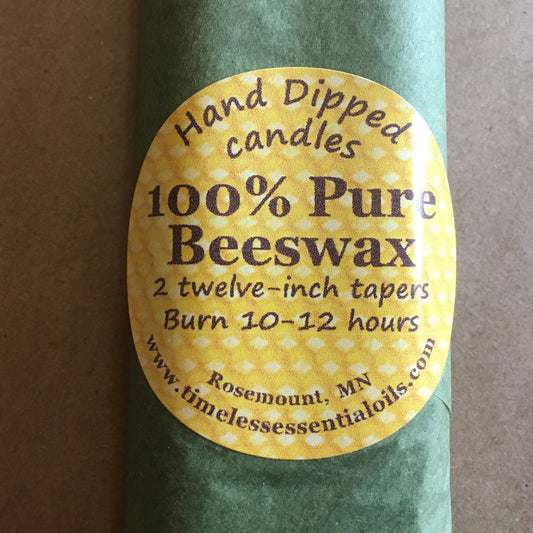 Hand Dipped
candles
100% Pure
Beeswax
2 twelve-inch tapers
Burn 10-12 hours
Rosemount, MN
www.timelessessentialoils.com